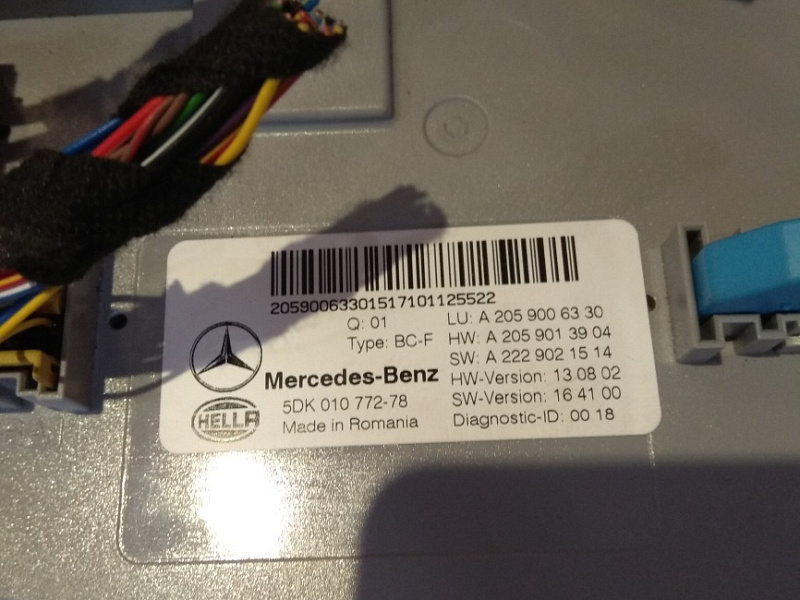 20590063301517101125522
Q: 01
Type: BC-F
LU: A 205 900 63 30
HW: A 205 901 39 04
SW: A 222 902 15 14
HW-Version: 13 08 02
SW-Version: 16 41 00
Diagnostic-ID: 00 18
Mercedes-Benz
5DK 010 772-78
Made in Romania
HELLA